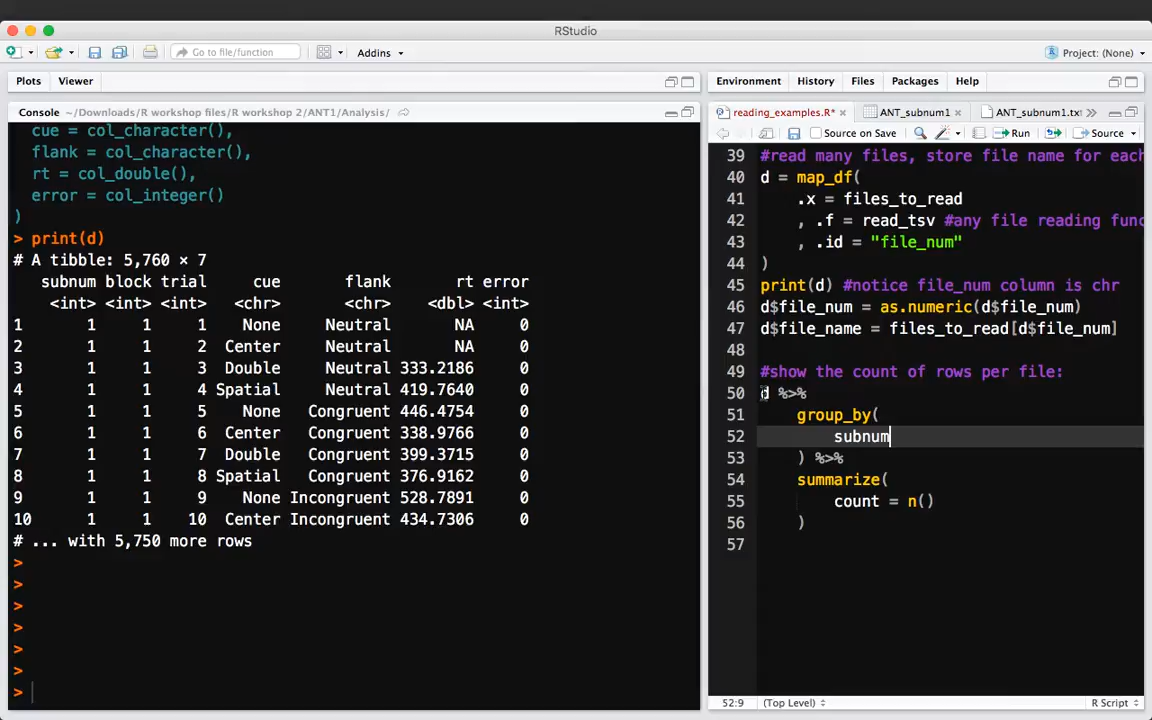 RStudio
Go to file/function
Addins
Project: (None)
Plots
Viewer
Environment
History
Files
Packages
Help
Console ~/Downloads/R workshop files/R workshop 2/ANT1/Analysis/
reading_examples.R*
ANT_subnum1
ANT_subnum1.txt
Source on Save
Run
Source
cue = col_character(),
flank = col_character(),
rt = col_double(),
error = col_integer()
)
> print(d)
# A tibble: 5,760 × 7
subnum block trial cue flank rt error
<int> <int> <int> <chr> <chr> <dbl> <int>
1 1 1 1 None Neutral NA 0
2 1 1 2 Center Neutral NA 0
3 1 1 3 Double Neutral 333.2186 0
4 1 1 4 Spatial Neutral 419.7640 0
5 1 1 5 None Congruent 446.4754 0
6 1 1 6 Center Congruent 338.9766 0
7 1 1 7 Double Congruent 399.3715 0
8 1 1 8 Spatial Congruent 376.9162 0
9 1 1 9 None Incongruent 528.7891 0
10 1 1 10 Center Incongruent 434.7306 0
# ... with 5,750 more rows
>
>
>
>
>
>
>
39 #read many files, store file name for each
40 d = map_df(
41 .x = files_to_read
42 , .f = read_tsv #any file reading func
43 , .id = "file_num"
44 )
45 print(d) #notice file_num column is chr
46 d$file_num = as.numeric(d$file_num)
47 d$file_name = files_to_read[d$file_num]
48
49 #show the count of rows per file:
50 d %>%
51 group_by(
52 subnum
53 ) %>%
54 summarize(
55 count = n()
56 )
57
52:9
(Top Level)
R Script